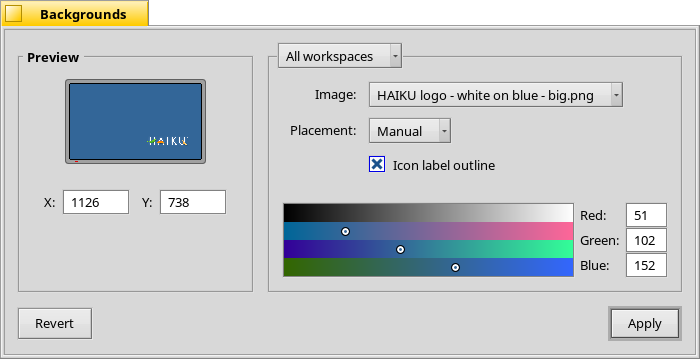 Backgrounds
Preview
HAIKU
X: 1126 Y: 738
All workspaces
Image: HAIKU logo - white on blue - big.png
Placement: Manual
Icon label outline
Red: 51
Green: 102
Blue: 152
Revert
Apply